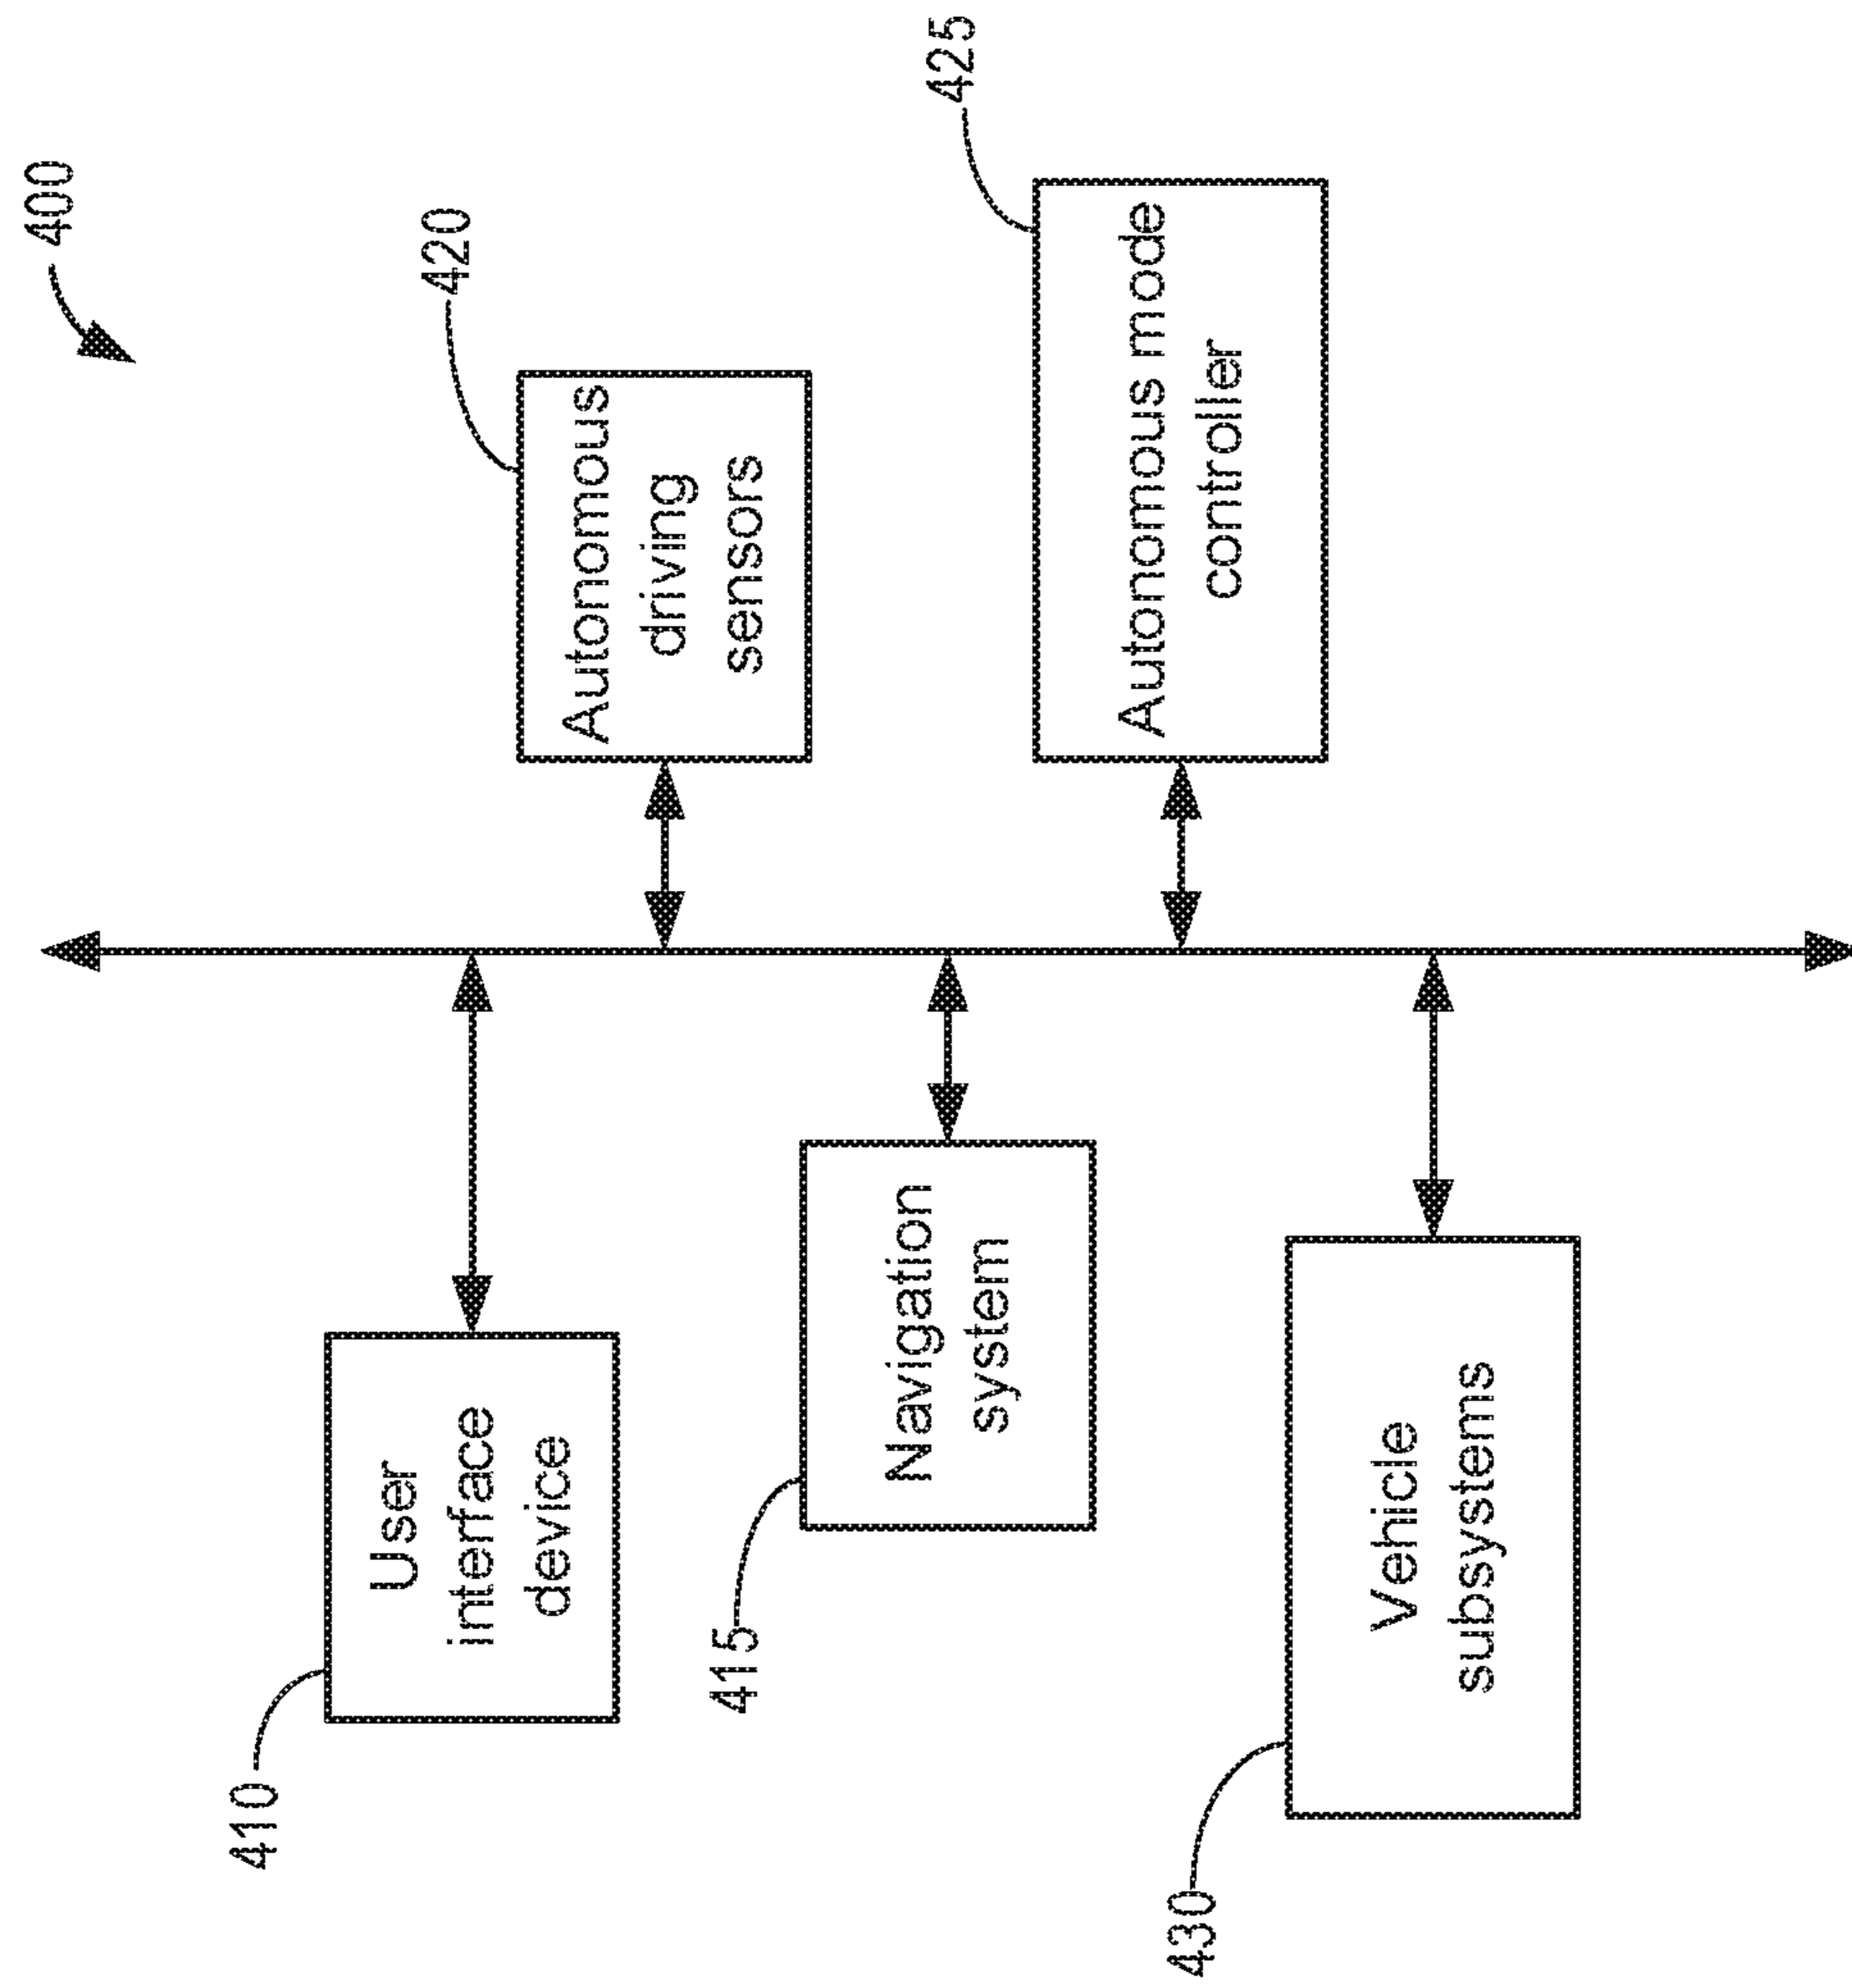 400
410
User
interface
device
420
Autonomous
driving
sensors
415
Navigation
system
425
Autonomous mode
controller
430
Vehicle
subsystems